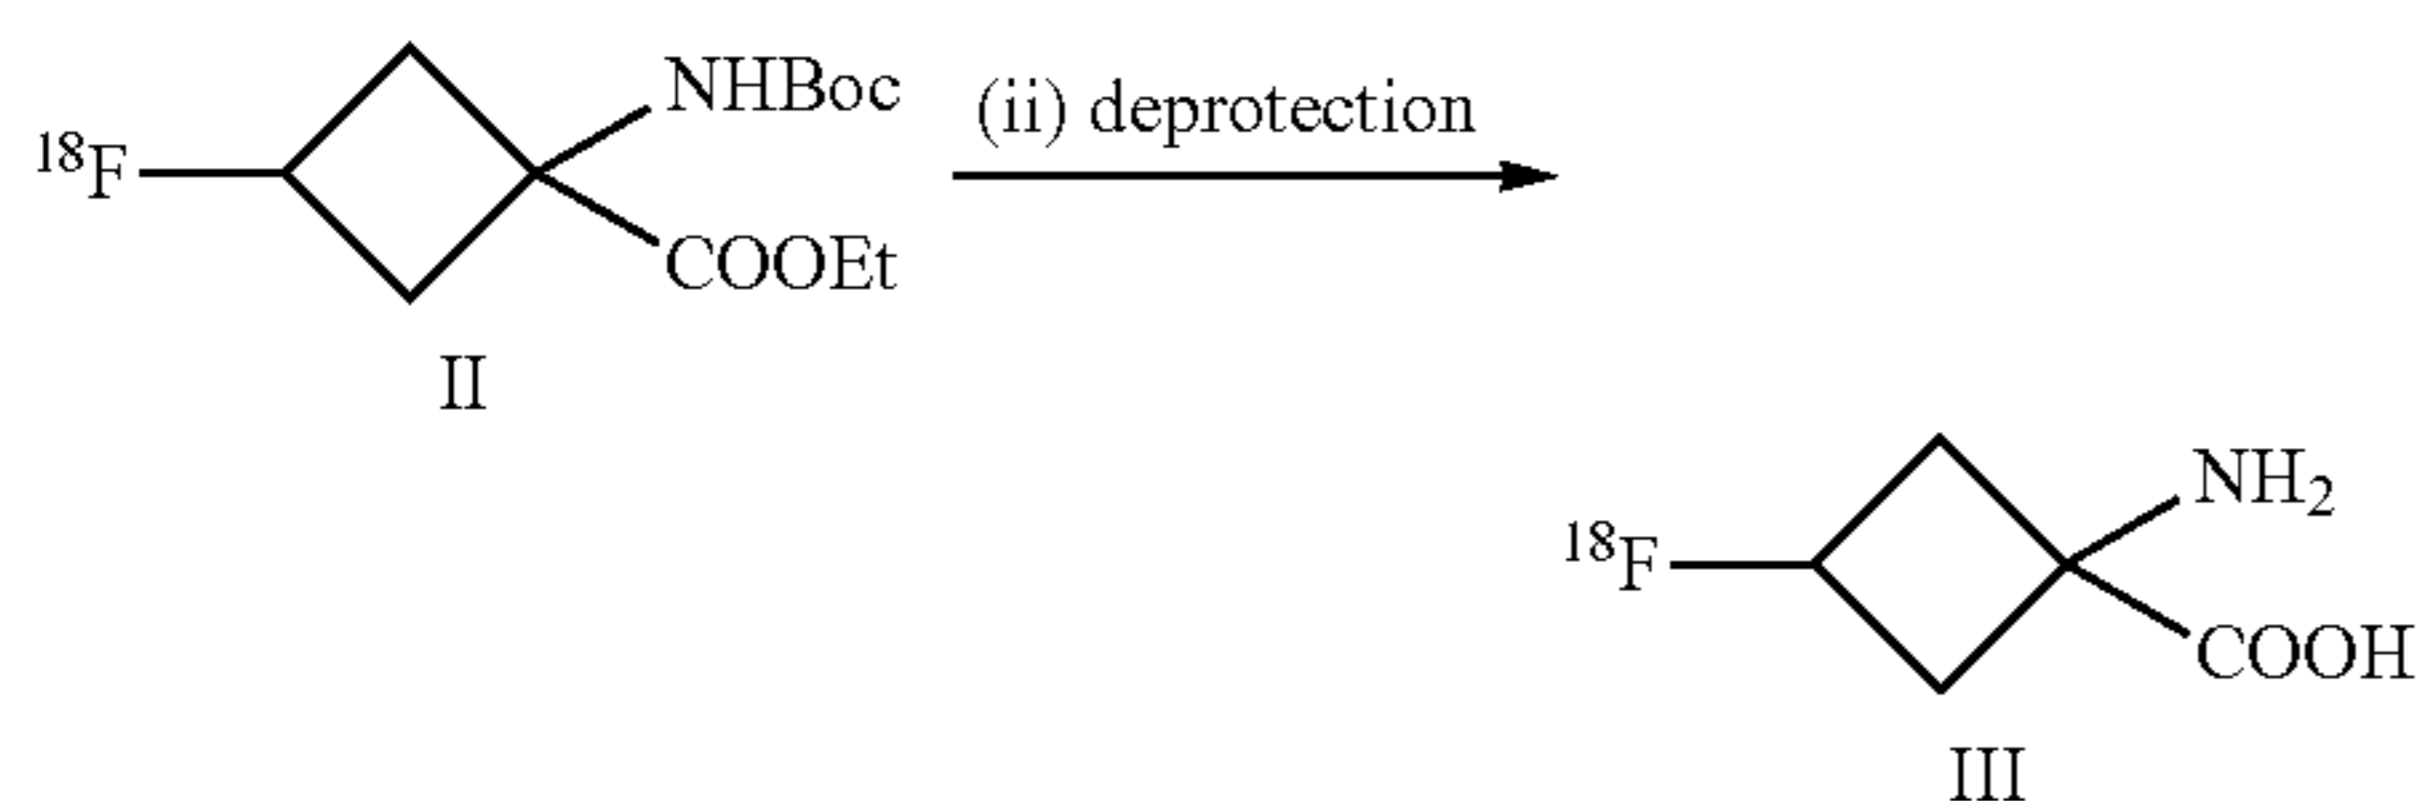 NHBoc
(ii) deprotection
¹⁸F
COOEt
II
NH₂
¹⁸F
COOH
III